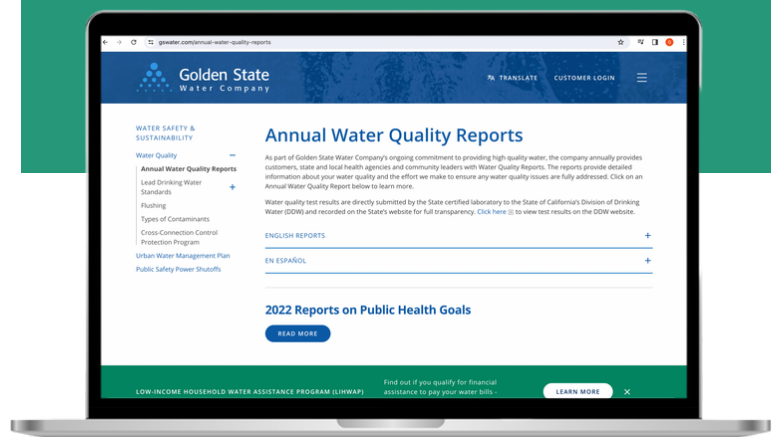 gswater.com/annual-water-quality-reports
Golden State
Water Company
TRANSLATE
CUSTOMER LOGIN
WATER SAFETY &
SUSTAINABILITY
Water Quality
Annual Water Quality Reports
Lead Drinking Water
Standards
Flushing
Types of Contaminants
Cross-Connection Control
Protection Program
Urban Water Management Plan
Public Safety Power Shutoffs
Annual Water Quality Reports
As part of Golden State Water Company's ongoing commitment to providing high quality water, the company annually provides
customers, state and local health agencies and community leaders with Water Quality Reports. The reports provide detailed
information about your water quality and the effort we make to ensure any water quality issues are fully addressed. Click on an
Annual Water Quality Report below to learn more.
Water quality test results are directly submitted by the State certified laboratory to the State of California's Division of Drinking
Water (DDW) and recorded on the State's website for full transparency. Click here to view test results on the DDW website.
ENGLISH REPORTS
EN ESPAÑOL
2022 Reports on Public Health Goals
READ MORE
LOW-INCOME HOUSEHOLD WATER ASSISTANCE PROGRAM (LIHWAP)
Find out if you qualify for financial
assistance to pay your water bills -
LEARN MORE